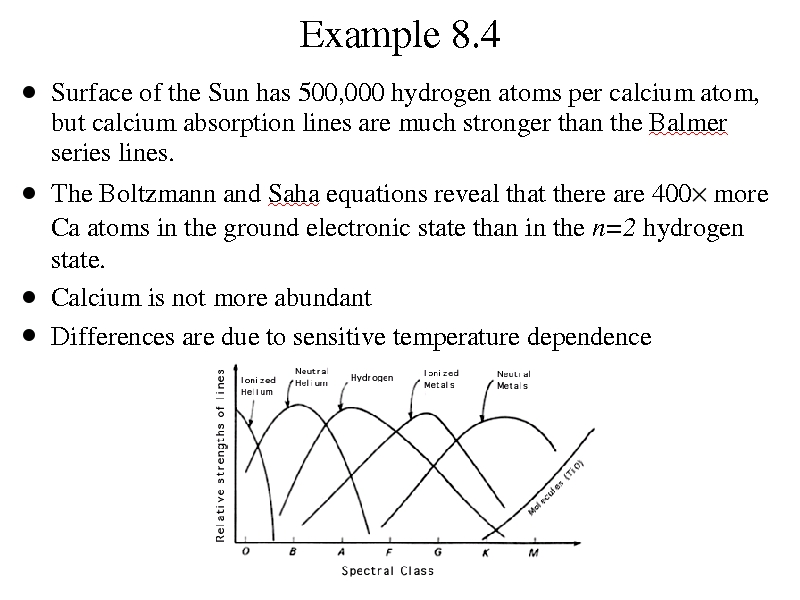 Example 8.4
● Surface of the Sun has 500,000 hydrogen atoms per calcium atom,
but calcium absorption lines are much stronger than the Balmer
series lines.
● The Boltzmann and Saha equations reveal that there are 400× more
Ca atoms in the ground electronic state than in the n=2 hydrogen
state.
● Calcium is not more abundant
● Differences are due to sensitive temperature dependence
Relative strengths of lines
Ionized
Helium
Neutral
Helium
Hydrogen
Ionized
Metals
Neutral
Metals
Molecules (TiO)
O B A F G K M
Spectral Class